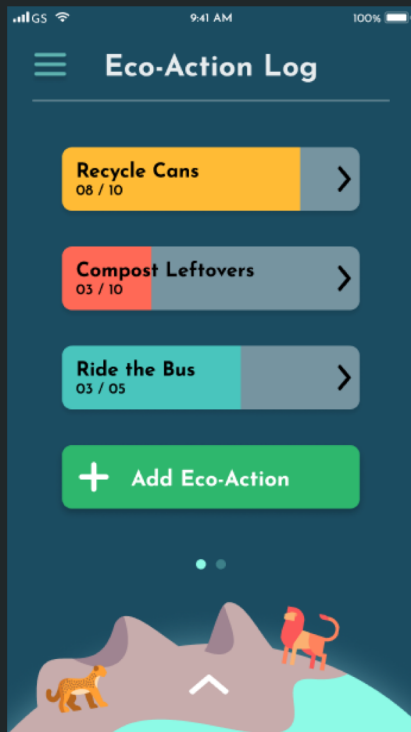 GS 9:41 AM 100%
Eco-Action Log
Recycle Cans
08 / 10
Compost Leftovers
03 / 10
Ride the Bus
03 / 05
Add Eco-Action